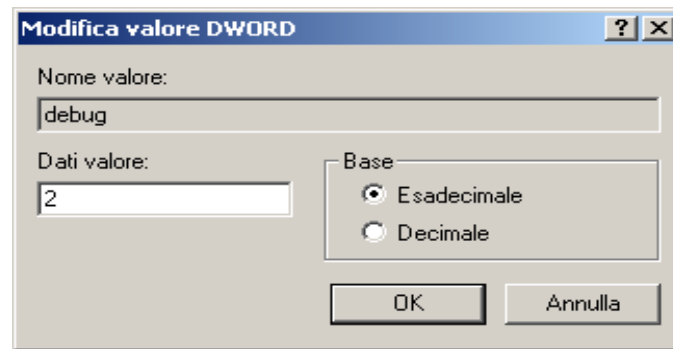 Modifica valore DWORD
Nome valore:
debug
Dati valore:
2
Base
Esadecimale
Decimale
OK
Annulla